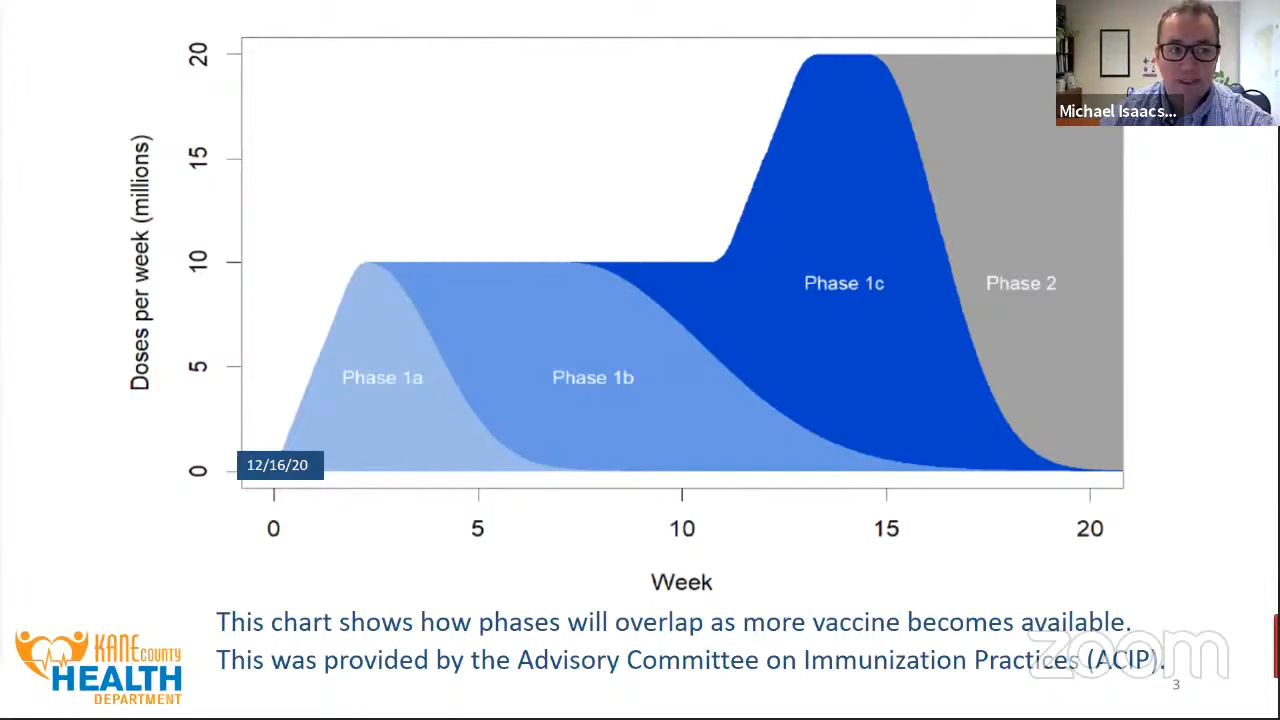 Michael Isaacs...
Doses per week (millions)
20
15
10
5
0
Phase 1a
Phase 1b
Phase 1c
Phase 2
12/16/20
0 5 10 15 20
Week
This chart shows how phases will overlap as more vaccine becomes available.
This was provided by the Advisory Committee on Immunization Practices (ACIP).
KANE COUNTY
HEALTH
DEPARTMENT
zoom
3